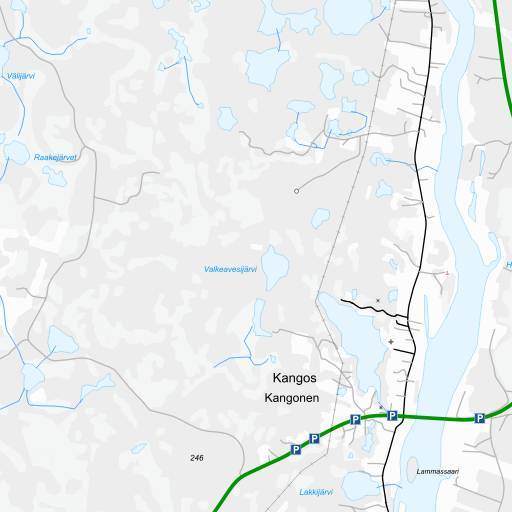 Välijärvi
Raakejärvet
Valkeavesijärvi
H
Kangos
Kangonen
P
P
P
P
P
246
Lammassaari
Lakkijärvi